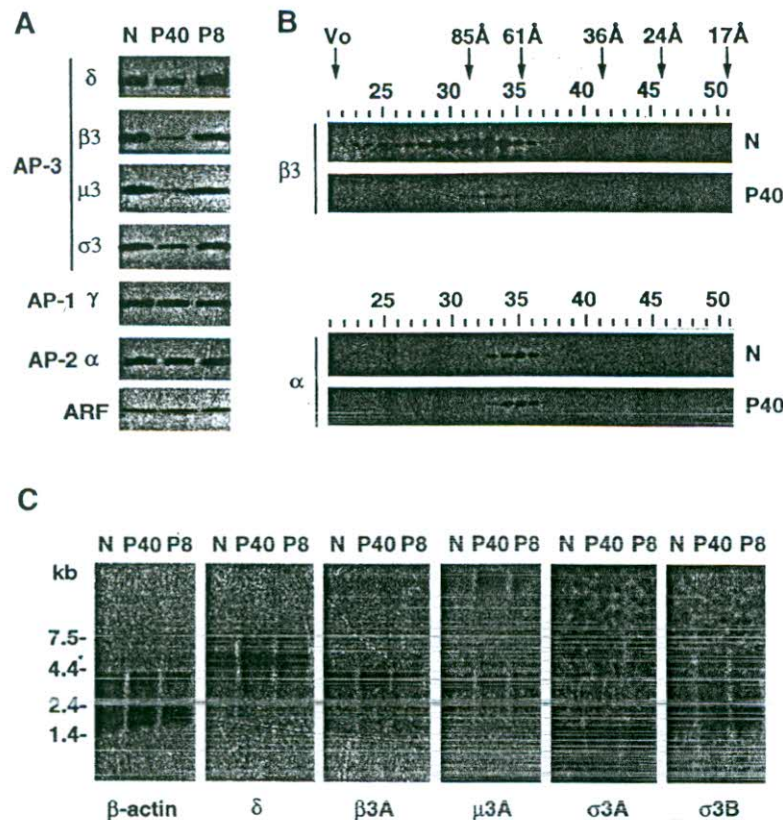 A
N P40 P8
AP-3
δ
β3
μ3
σ3
AP-1 γ
AP-2 α
ARF
B
Vo 85Å 61Å 36Å 24Å 17Å
25 30 35 40 45 50
β3
N
P40
25 30 35 40 45 50
α
N
P40
C
N P40 P8 N P40 P8 N P40 P8 N P40 P8 N P40 P8 N P40 P8
kb
7.5-
4.4-
2.4-
1.4-
β-actin δ β3A μ3A σ3A σ3B